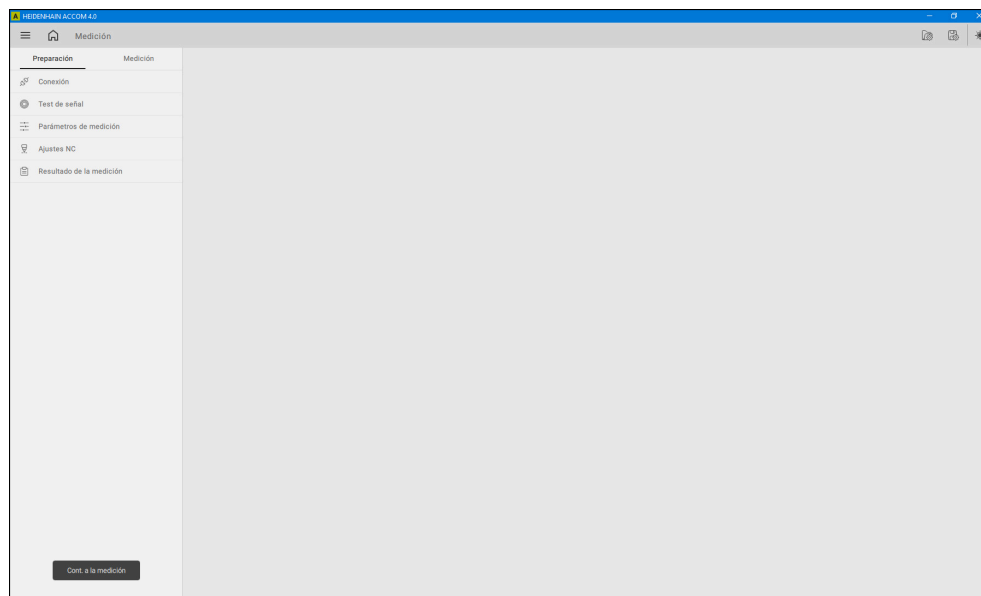 A HEIDENHAIN ACCOM 4.0
Medición
Preparación Medición
Conexión
Test de señal
Parámetros de medición
Ajustes NC
Resultado de la medición
Cont. a la medición